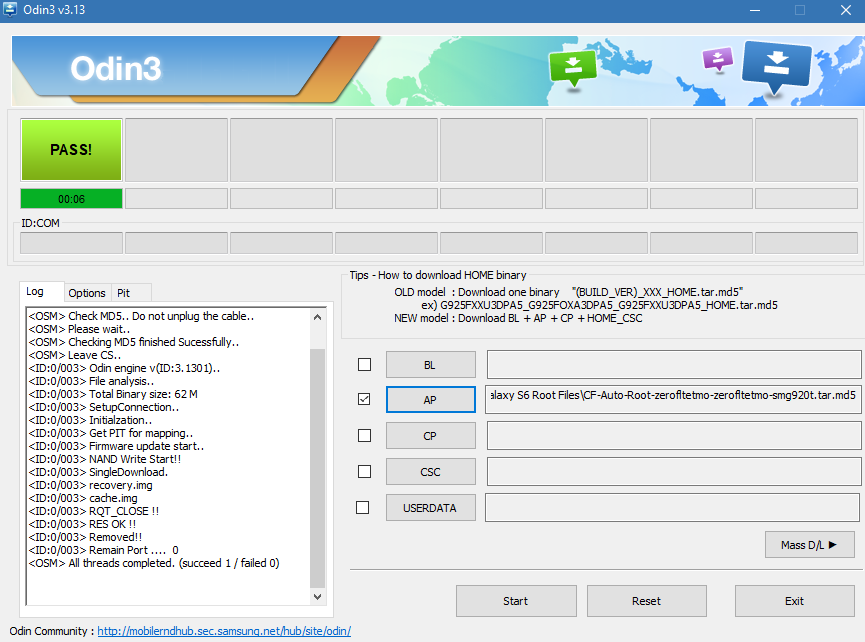 Odin3 v3.13
Odin3
PASS!
00:06
ID:COM
Log
Options
Pit
<OSM> Check MD5.. Do not unplug the cable..
<OSM> Please wait..
<OSM> Checking MD5 finished Sucessfully..
<OSM> Leave CS..
<ID:0/003> Odin engine v(ID:3.1301)..
<ID:0/003> File analysis..
<ID:0/003> Total Binary size: 62 M
<ID:0/003> SetupConnection..
<ID:0/003> Initialzation..
<ID:0/003> Get PIT for mapping..
<ID:0/003> Firmware update start..
<ID:0/003> NAND Write Start!!
<ID:0/003> SingleDownload.
<ID:0/003> recovery.img
<ID:0/003> cache.img
<ID:0/003> RQT_CLOSE !!
<ID:0/003> RES OK !!
<ID:0/003> Removed!!
<ID:0/003> Remain Port .... 0
<OSM> All threads completed. (succeed 1 / failed 0)
Tips - How to download HOME binary
OLD model : Download one binary "(BUILD_VER)_XXX_HOME.tar.md5"
ex) G925FXXU3DPA5_G925FOXA3DPA5_G925FXXU3DPA5_HOME.tar.md5
NEW model : Download BL + AP + CP + HOME_CSC
BL
AP
alaxy S6 Root Files\CF-Auto-Root-zerofltetmo-zerofltetmo-smg920t.tar.md5
CP
CSC
USERDATA
Mass D/L ►
Start
Reset
Exit
Odin Community : http://mobilerndhub.sec.samsung.net/hub/site/odin/